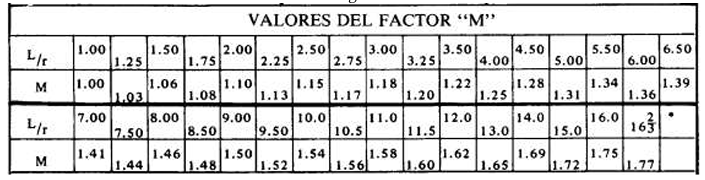 VALORES DEL FACTOR “M”
L/r 1.00 1.25 1.50 1.75 2.00 2.25 2.50 2.75 3.00 3.25 3.50 4.00 4.50 5.00 5.50 6.00 6.50
M 1.00 1.03 1.06 1.08 1.10 1.13 1.15 1.17 1.18 1.20 1.22 1.25 1.28 1.31 1.34 1.36 1.39
L/r 7.00 7.50 8.00 8.50 9.00 9.50 10.0 10.5 11.0 11.5 12.0 13.0 14.0 15.0 16.0 16 2/3 *
M 1.41 1.44 1.46 1.48 1.50 1.52 1.54 1.56 1.58 1.60 1.62 1.65 1.69 1.72 1.75 1.77